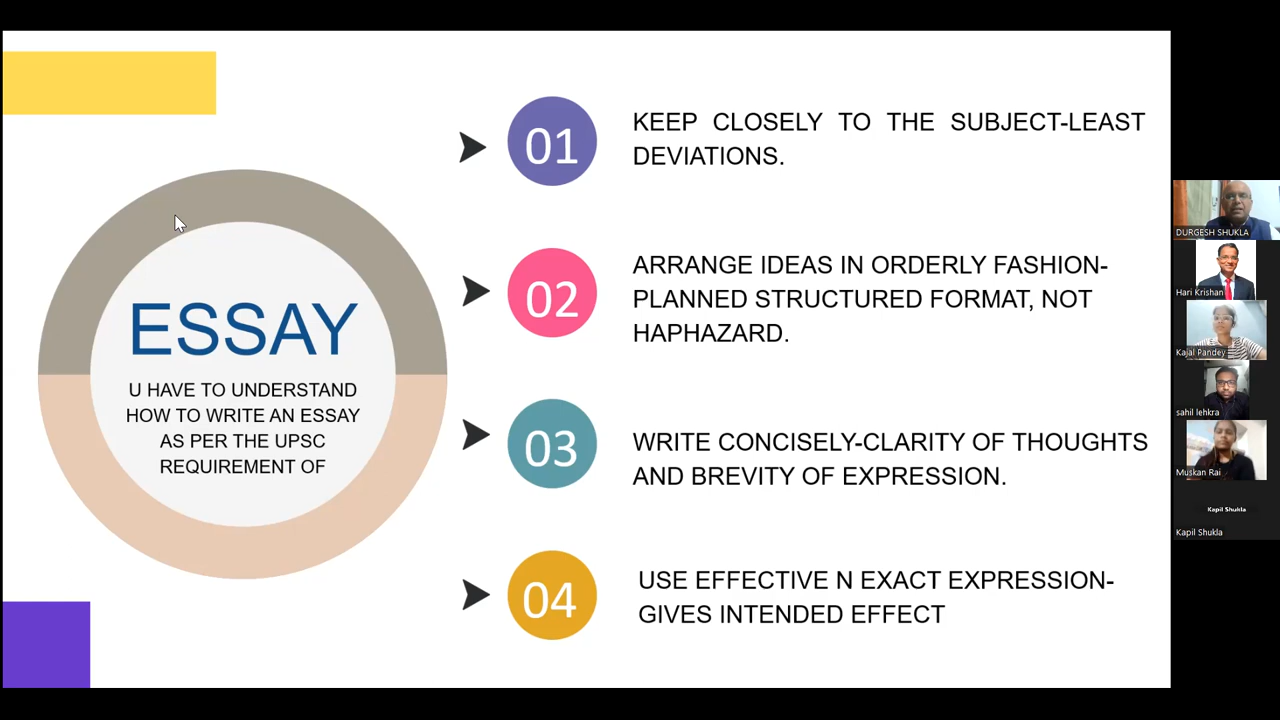 ESSAY
U HAVE TO UNDERSTAND
HOW TO WRITE AN ESSAY
AS PER THE UPSC
REQUIREMENT OF
01
KEEP CLOSELY TO THE SUBJECT-LEAST
DEVIATIONS.
02
ARRANGE IDEAS IN ORDERLY FASHION-
PLANNED STRUCTURED FORMAT, NOT
HAPHAZARD.
03
WRITE CONCISELY-CLARITY OF THOUGHTS
AND BREVITY OF EXPRESSION.
04
USE EFFECTIVE N EXACT EXPRESSION-
GIVES INTENDED EFFECT
DURGESH SHUKLA
Hari Krishan
Kajal Pandey
sahil lehkra
Muskan Rai
Kapil Shukla
Kapil Shukla